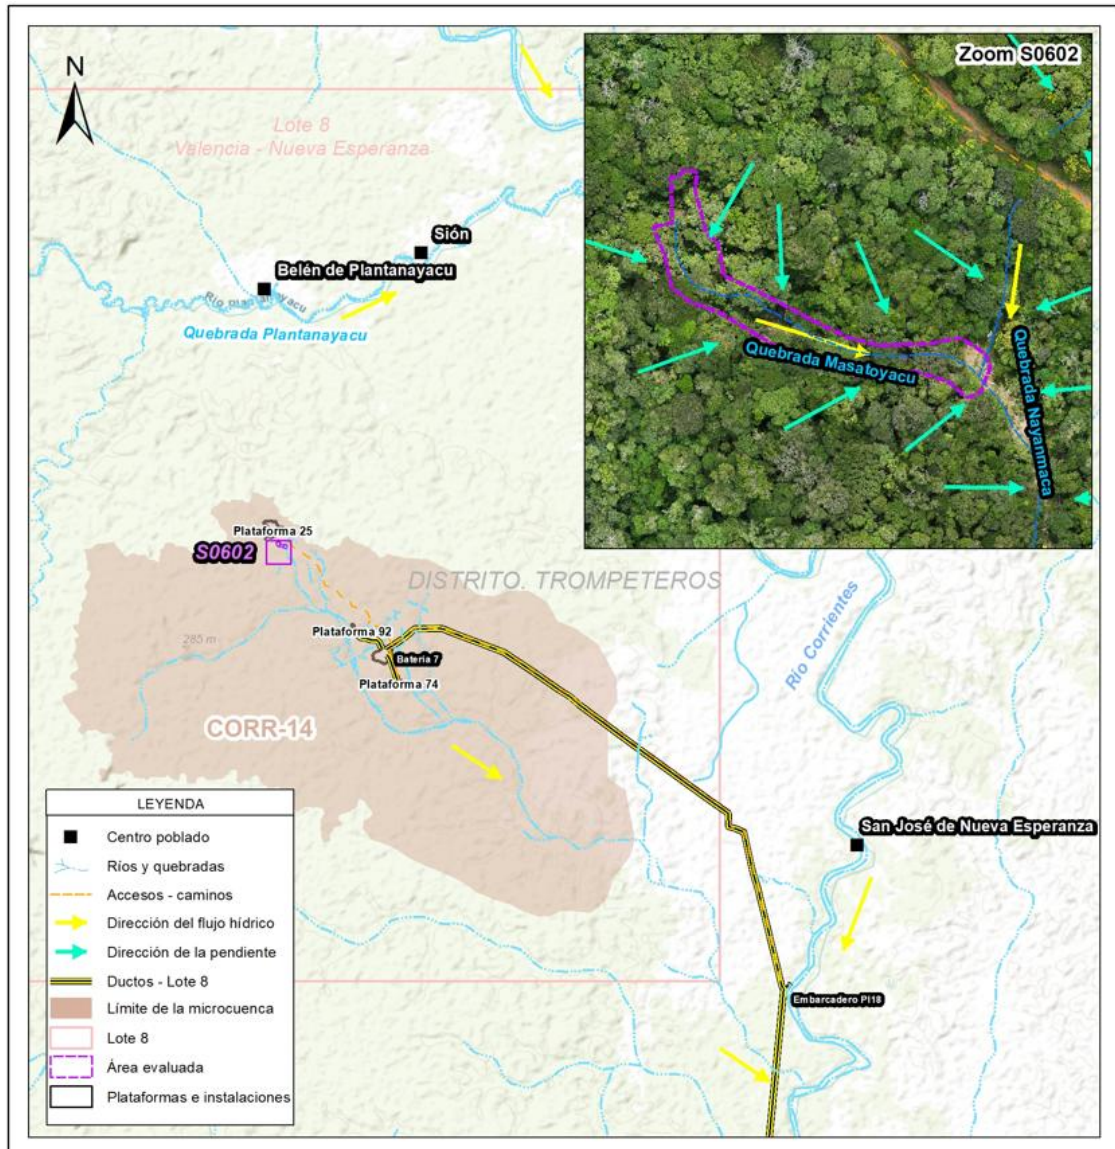 N
Lote 8
Valencia - Nueva Esperanza
Sión
Belén de Plantanayacu
Quebrada Plantanayacu
Zoom S0602
Quebrada Masatoyacu
Quebrada Nayanmaca
Plataforma 25
S0602
DISTRITO. TROMPETEROS
Río Corrientes
285 m
Plataforma 92
Batería 7
Plataforma 74
CORR-14
San José de Nueva Esperanza
Embarcadero PI18
LEYENDA
Centro poblado
Ríos y quebradas
Accesos - caminos
Dirección del flujo hídrico
Dirección de la pendiente
Ductos - Lote 8
Límite de la microcuenca
Lote 8
Área evaluada
Plataformas e instalaciones